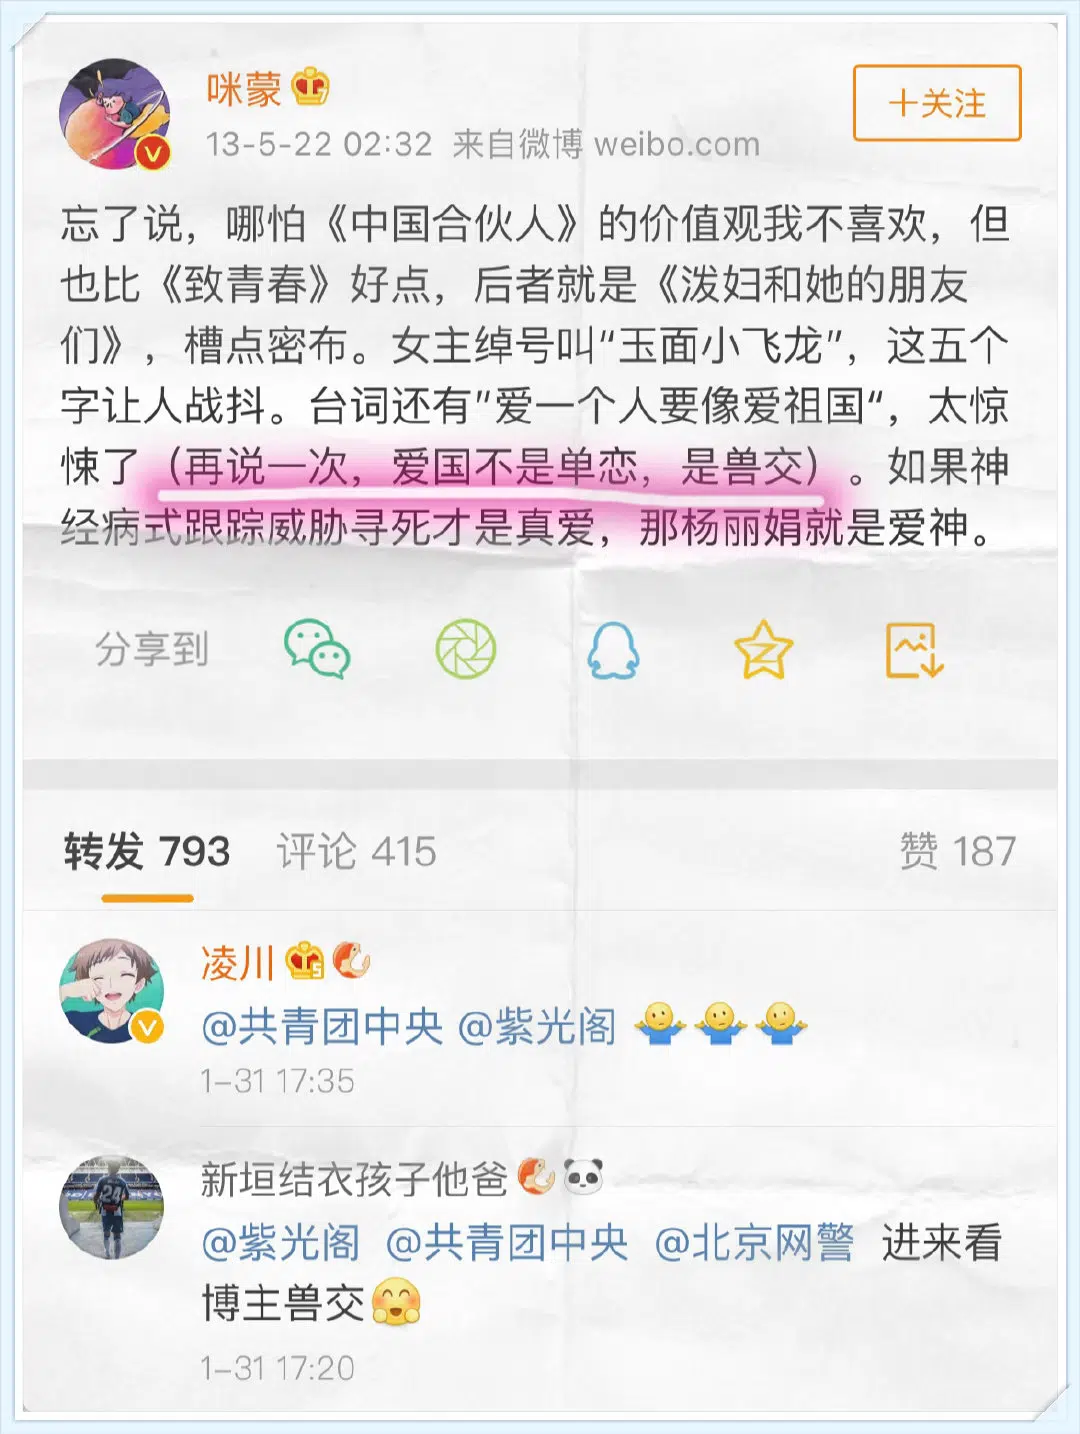 咪蒙
+关注
13-5-22 02:32 来自微博 weibo.com
忘了说，哪怕《中国合伙人》的价值观我不喜欢，但
也比《致青春》好点，后者就是《泼妇和她的朋友
们》，槽点密布。女主绰号叫“玉面小飞龙”，这五个
字让人战抖。台词还有”爱一个人要像爱祖国“，太惊
悚了（再说一次，爱国不是单恋，是兽交）。如果神
经病式跟踪威胁寻死才是真爱，那杨丽娟就是爱神。
分享到
转发 793 评论 415 赞 187
凌川
@共青团中央 @紫光阁 🤷🤷🤷
1-31 17:35
新垣结衣孩子他爸
24
@紫光阁 @共青团中央 @北京网警 进来看
博主兽交🤗
1-31 17:20